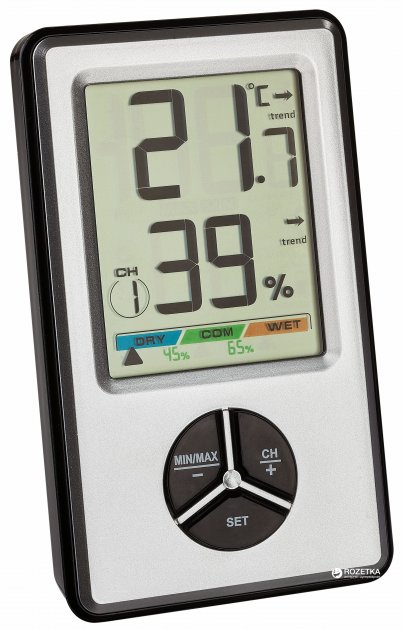 21.7 °C
trend
39%
trend
CH
1
DRY COM WET
45% 65%
MIN/MAX
−
CH
+
SET
ROZETKA